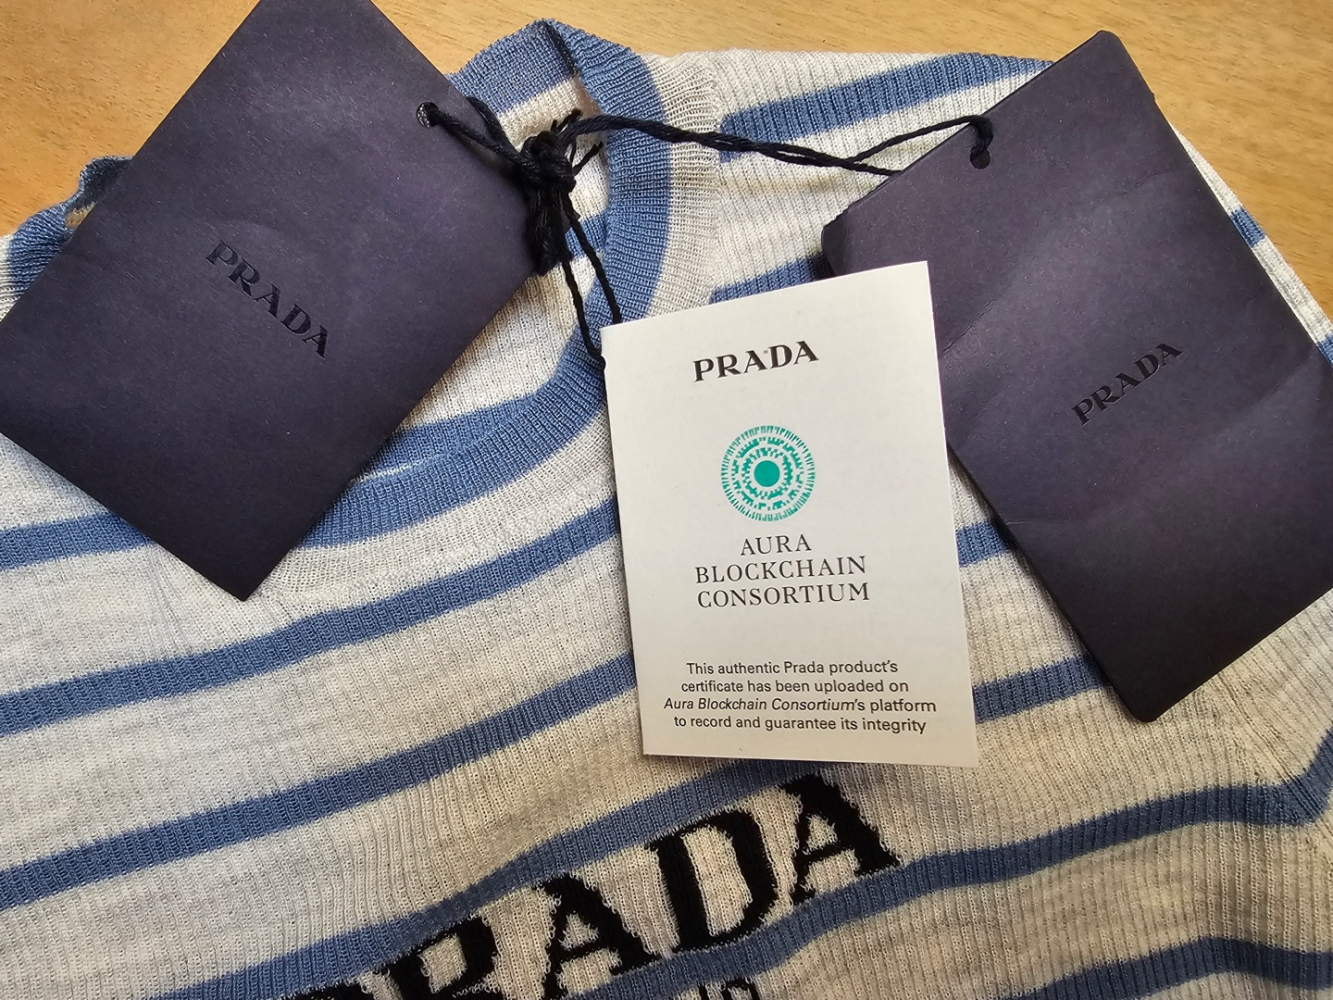 PRADA
PRADA
PRADA
AURA
BLOCKCHAIN
CONSORTIUM
This authentic Prada product's
certificate has been uploaded on
Aura Blockchain Consortium's platform
to record and guarantee its integrity
PRADA